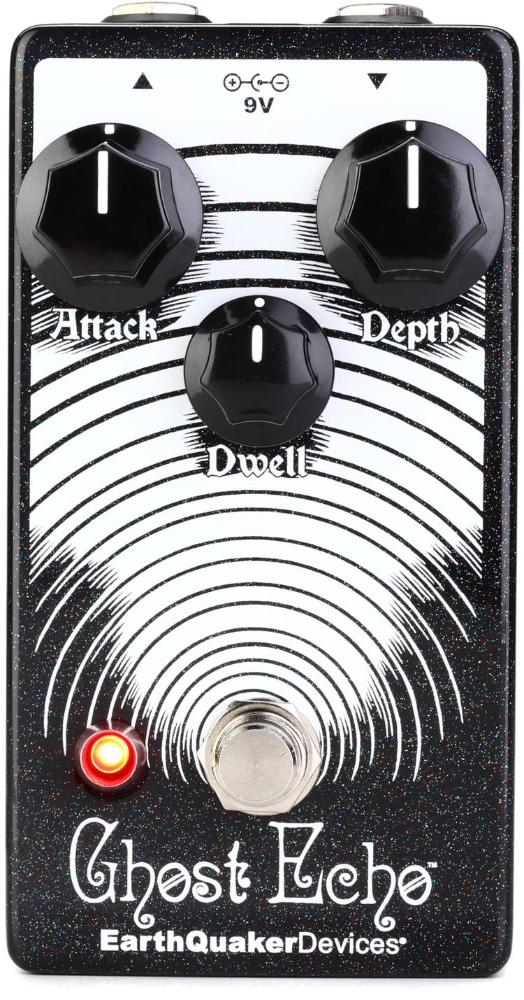 9V
Attack
Depth
Dwell
Ghost Echo™
EarthQuakerDevices®